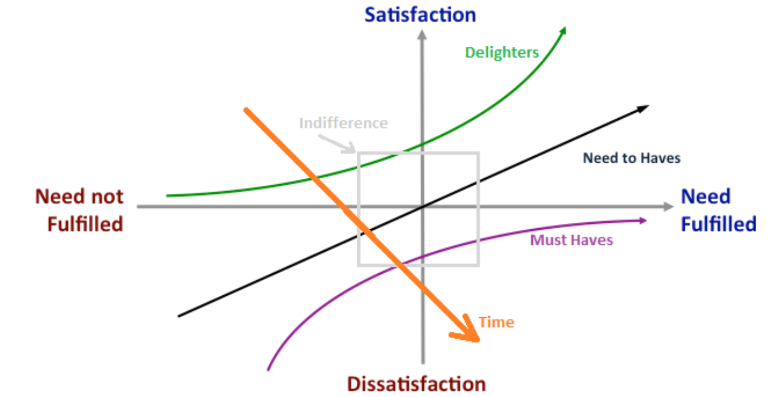 Satisfaction
Delighters
Indifference
Need to Haves
Need not
Fulfilled
Need
Fulfilled
Must Haves
Time
Dissatisfaction